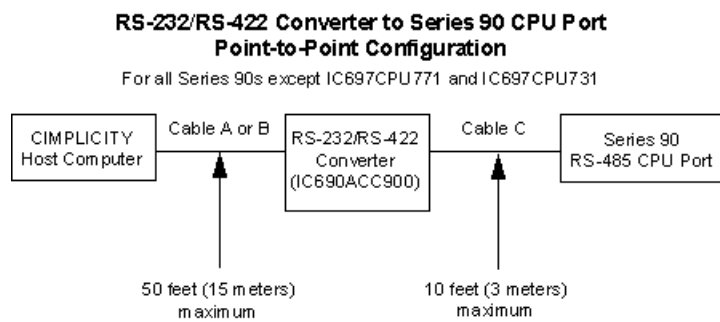 RS-232/RS-422 Converter to Series 90 CPU Port
Point-to-Point Configuration
For all Series 90s except IC697CPU771 and IC697CPU731
CIMPLICITY
Host Computer
Cable A or B
RS-232/RS-422
Converter
(IC690ACC900)
Cable C
Series 90
RS-485 CPU Port
50 feet (15 meters)
maximum
10 feet (3 meters)
maximum